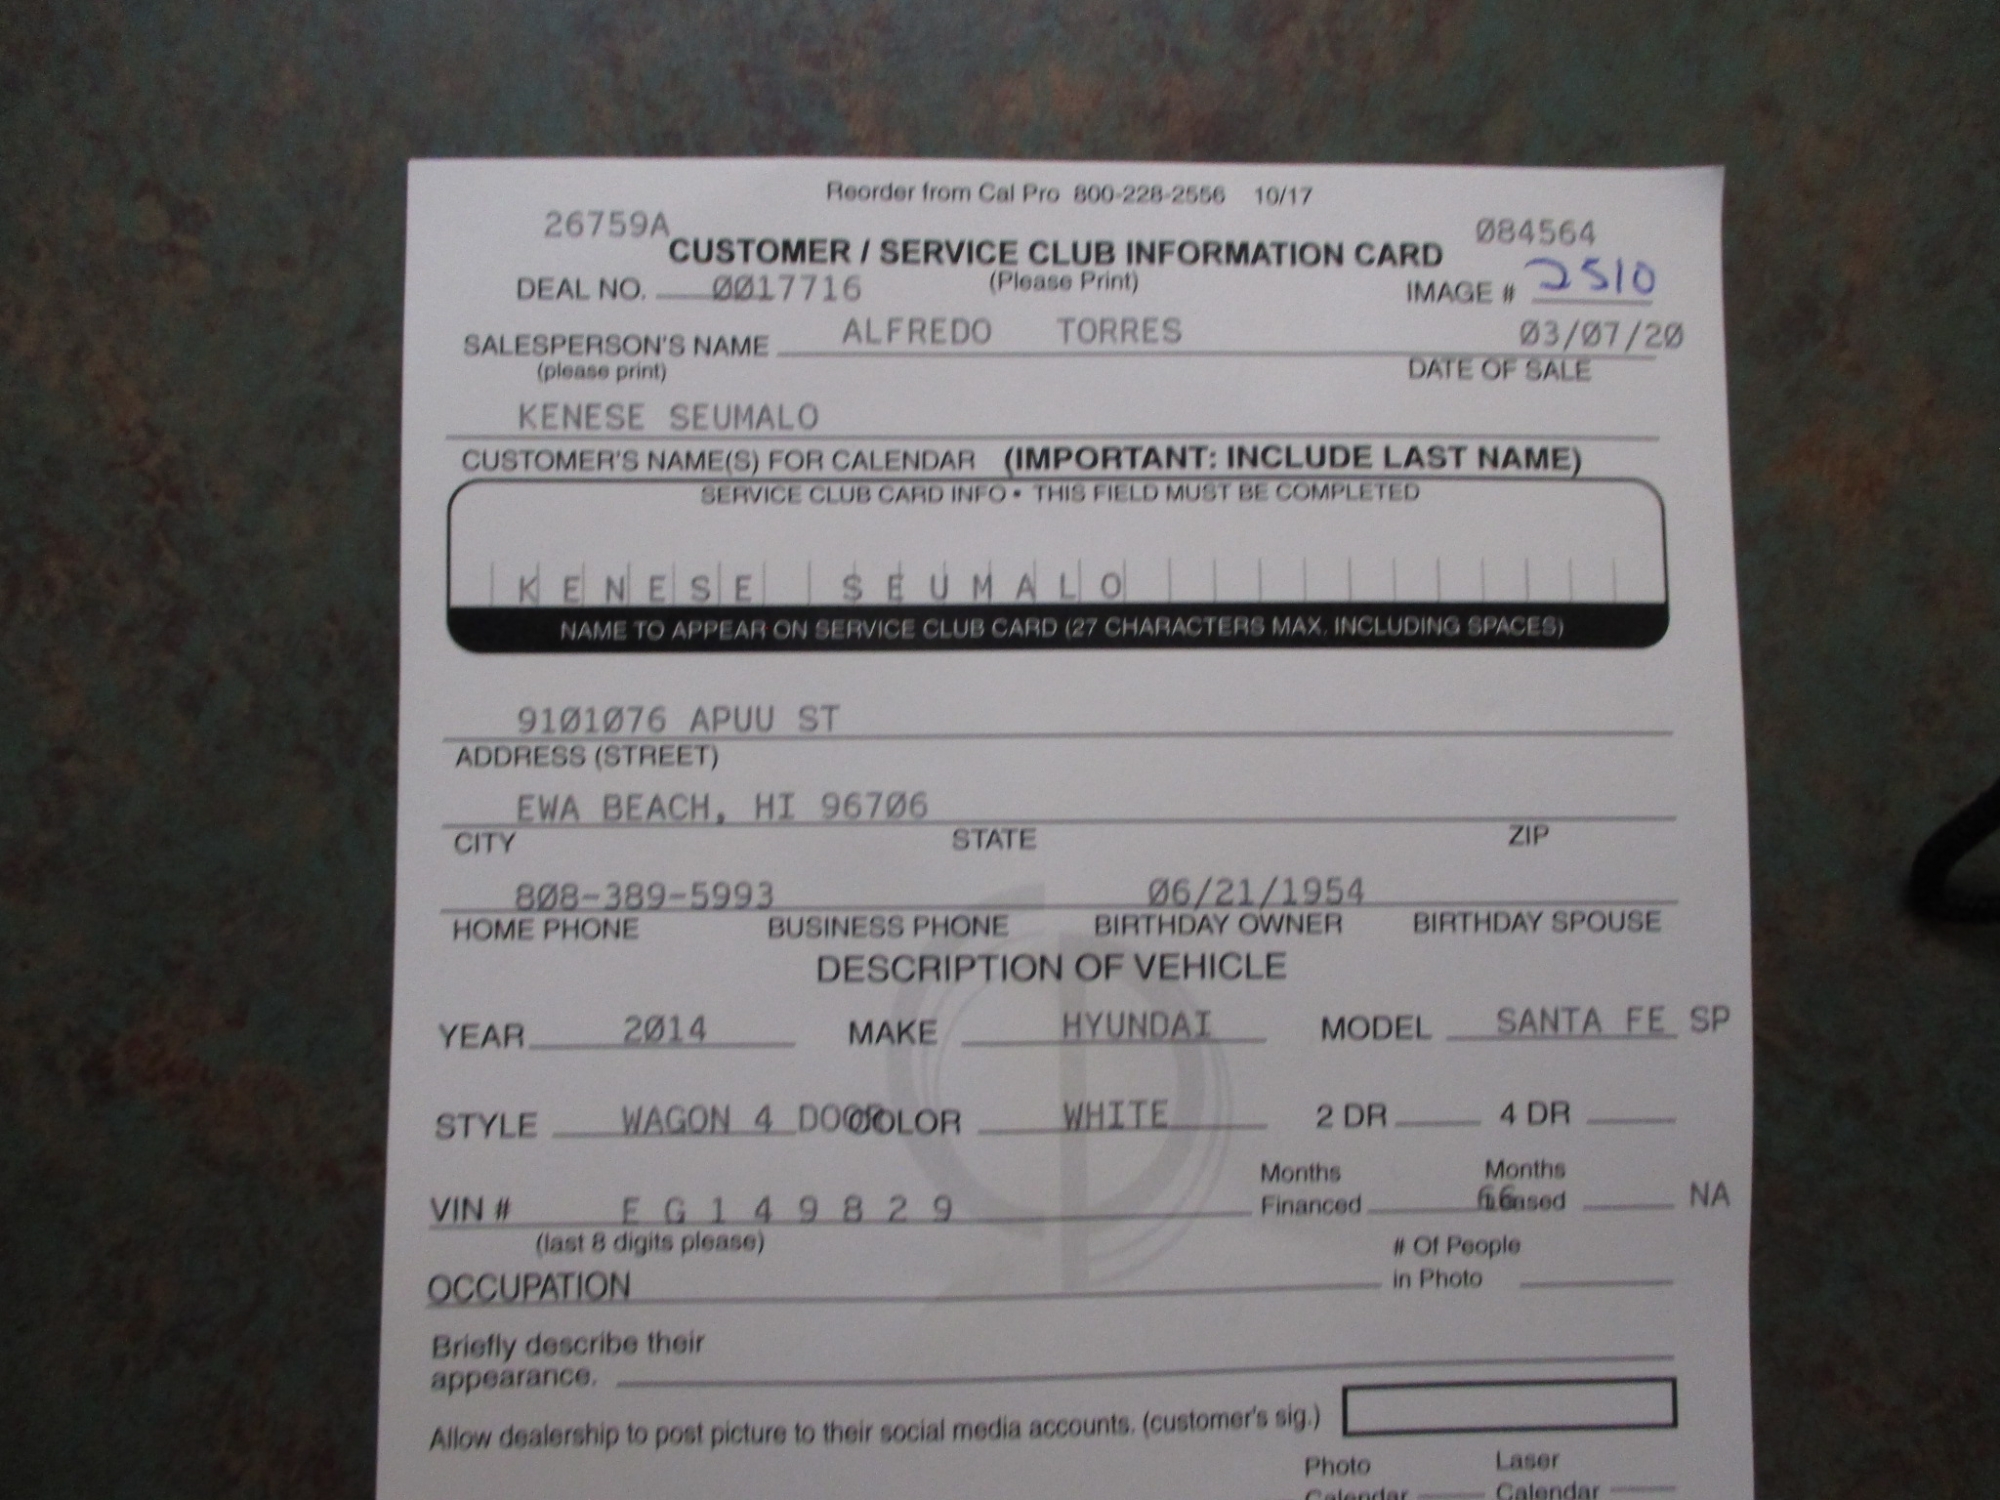 Reorder from Cal Pro 800-228-2556 10/17
26759A 084564
CUSTOMER / SERVICE CLUB INFORMATION CARD
DEAL NO. 0017716 (Please Print) IMAGE # 2510
SALESPERSON'S NAME ALFREDO TORRES 03/07/20
(please print) DATE OF SALE
KENESE SEUMALO
CUSTOMER'S NAME(S) FOR CALENDAR (IMPORTANT: INCLUDE LAST NAME)
SERVICE CLUB CARD INFO • THIS FIELD MUST BE COMPLETED
KENESE SEUMALO
NAME TO APPEAR ON SERVICE CLUB CARD (27 CHARACTERS MAX. INCLUDING SPACES)
9101076 APUU ST
ADDRESS (STREET)
EWA BEACH, HI 96706
CITY STATE ZIP
808-389-5993 06/21/1954
HOME PHONE BUSINESS PHONE BIRTHDAY OWNER BIRTHDAY SPOUSE
DESCRIPTION OF VEHICLE
YEAR 2014 MAKE HYUNDAI MODEL SANTA FE SP
STYLE WAGON 4 DOOR COLOR WHITE 2 DR 4 DR
Months Months
VIN # E G 1 4 9 8 2 9 Financed 66 Leased NA
(last 8 digits please) # Of People
OCCUPATION in Photo
Briefly describe their
appearance.
Allow dealership to post picture to their social media accounts. (customer's sig.)
Photo Laser
Calendar Calendar